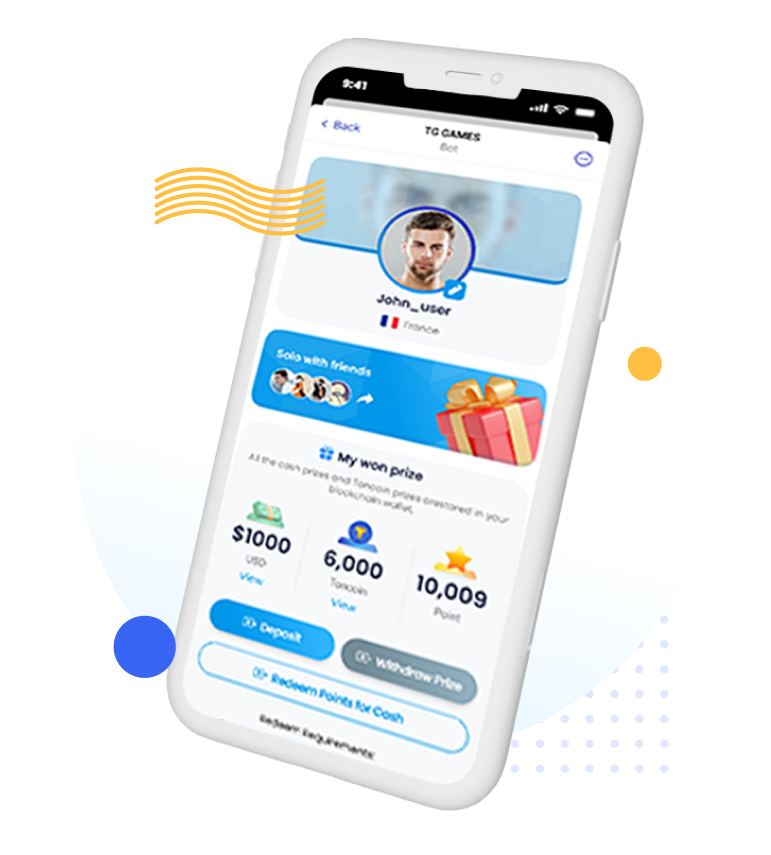 9:41
Back
TG GAMES
Bot
John_user
France
Solo with friends
My won prize
All the cash prizes and Toncoin prizes arestored in your
blockchain wallet.
$1000
USD
View
6,000
Toncoin
View
10,009
Point
Deposit
Withdraw Prize
Redeem Points for Cash
Redeem Requirements: